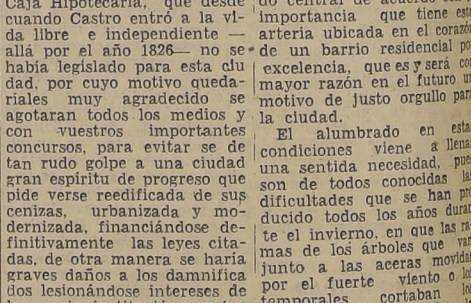 Caja Hipotecaria, que desde
cuando Castro entró a la vi-
da libre e independiente —
allá por el año 1826— no se
había legislado para esta ciu
dad, por cuyo motivo queda-
riales muy agradecido se
agotaran todos los medios y
con vuestros importantes
concursos, para evitar se de
tan rudo golpe a una ciudad
gran espíritu de progreso que
pide verse reedificada de sus
cenizas, urbanizada y mo-
dernizada, financiándose de-
finitivamente las leyes cita-
das, de otra manera se haría
graves daños a los damnifica
dos lesionándose intereses de
importancia que tiene esta
arteria ubicada en el corazón
de un barrio residencial por
excelencia, que es y será con
mayor razón en el futuro un
motivo de justo orgullo para
la ciudad.
El alumbrado en estas
condiciones viene a llenar
una sentida necesidad, pues
son de todos conocidas las
dificultades que se han pro
ducido todos los años duran
te el invierno, en que las ra
mas de los árboles que van
junto a las aceras movidas
por el fuerte viento o los
temporales cortaban